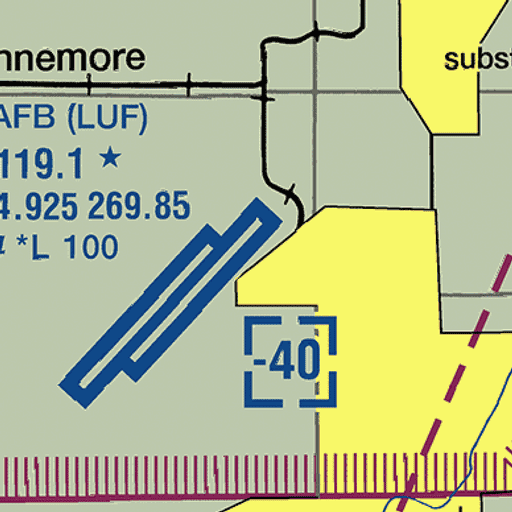 nnemore
subst
AFB (LUF)
119.1 ★
4.925 269.85
*L 100
-40